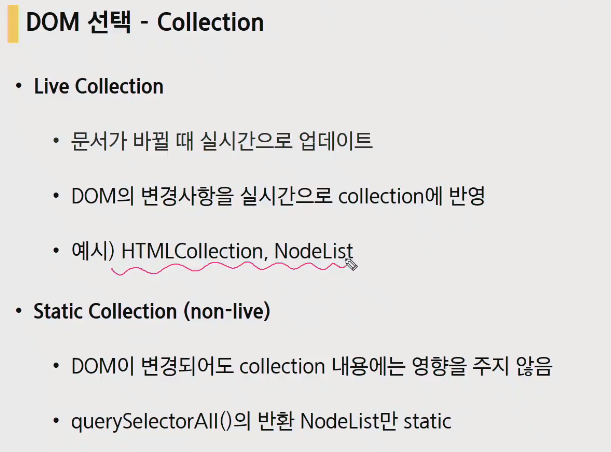 DOM 선택 - Collection
• Live Collection
• 문서가 바뀔 때 실시간으로 업데이트
• DOM의 변경사항을 실시간으로 collection에 반영
• 예시) HTMLCollection, NodeList
• Static Collection (non-live)
• DOM이 변경되어도 collection 내용에는 영향을 주지 않음
• querySelectorAll()의 반환 NodeList만 static